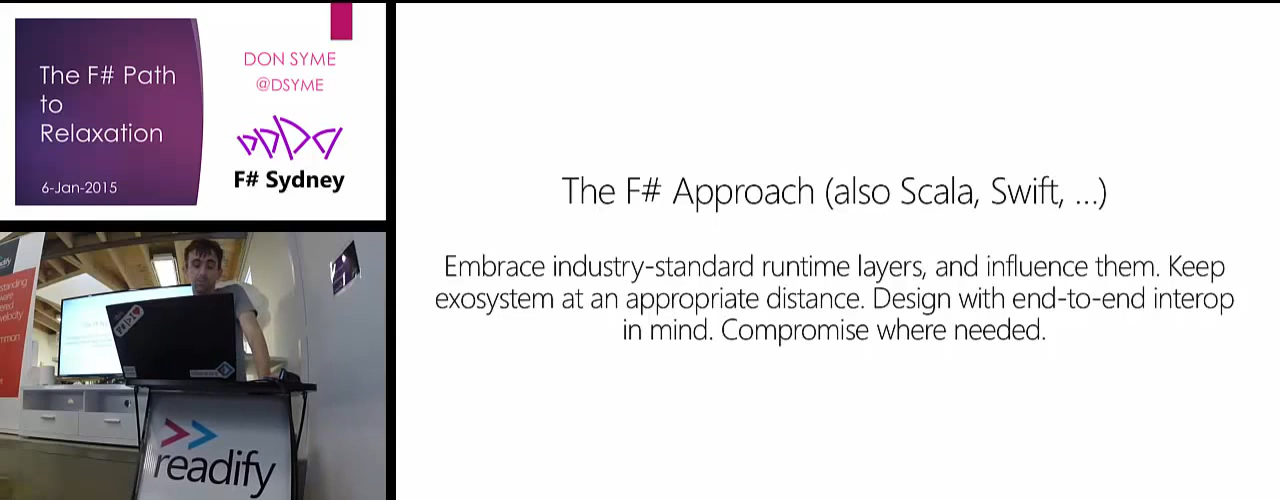 The F# Path
to
Relaxation
6-Jan-2015
DON SYME
@DSYME
F# Sydney
The F# Approach (also Scala, Swift, ...)
Embrace industry-standard runtime layers, and influence them. Keep
exosystem at an appropriate distance. Design with end-to-end interop
in mind. Compromise where needed.
readify